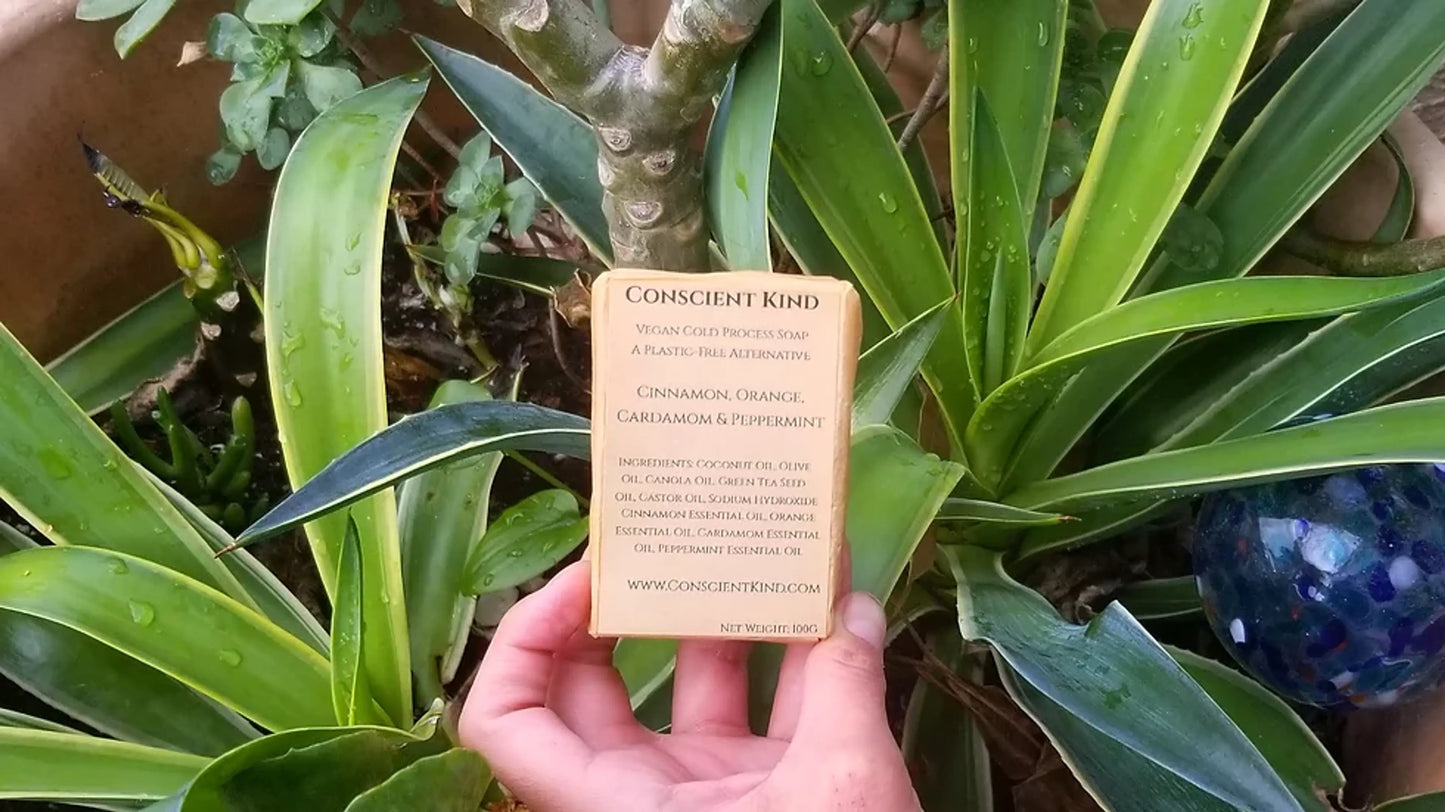 Conscient Kind
Vegan Cold Process Soap
A Plastic-Free Alternative
Cinnamon, Orange,
Cardamom & Peppermint
Ingredients: Coconut Oil, Olive
Oil, Canola Oil, Green Tea Seed
Oil, Castor Oil, Sodium Hydroxide
Cinnamon Essential Oil, Orange
Essential Oil, Cardamom Essential
Oil, Peppermint Essential Oil
www.ConscientKind.com
Net Weight: 100g